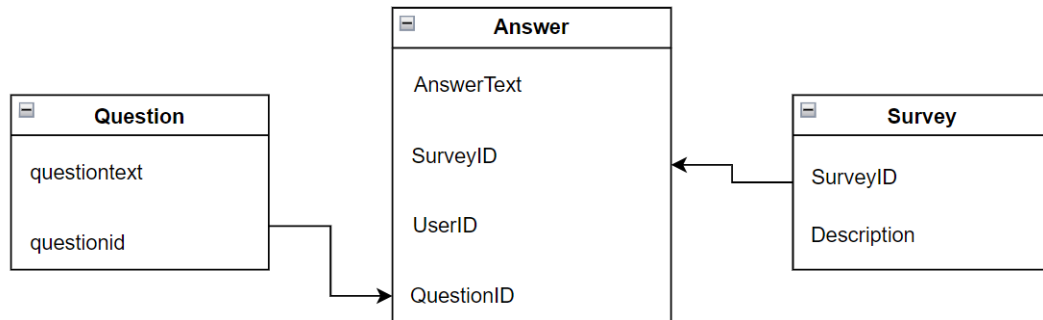 Question
questiontext
questionid
Answer
AnswerText
SurveyID
UserID
QuestionID
Survey
SurveyID
Description